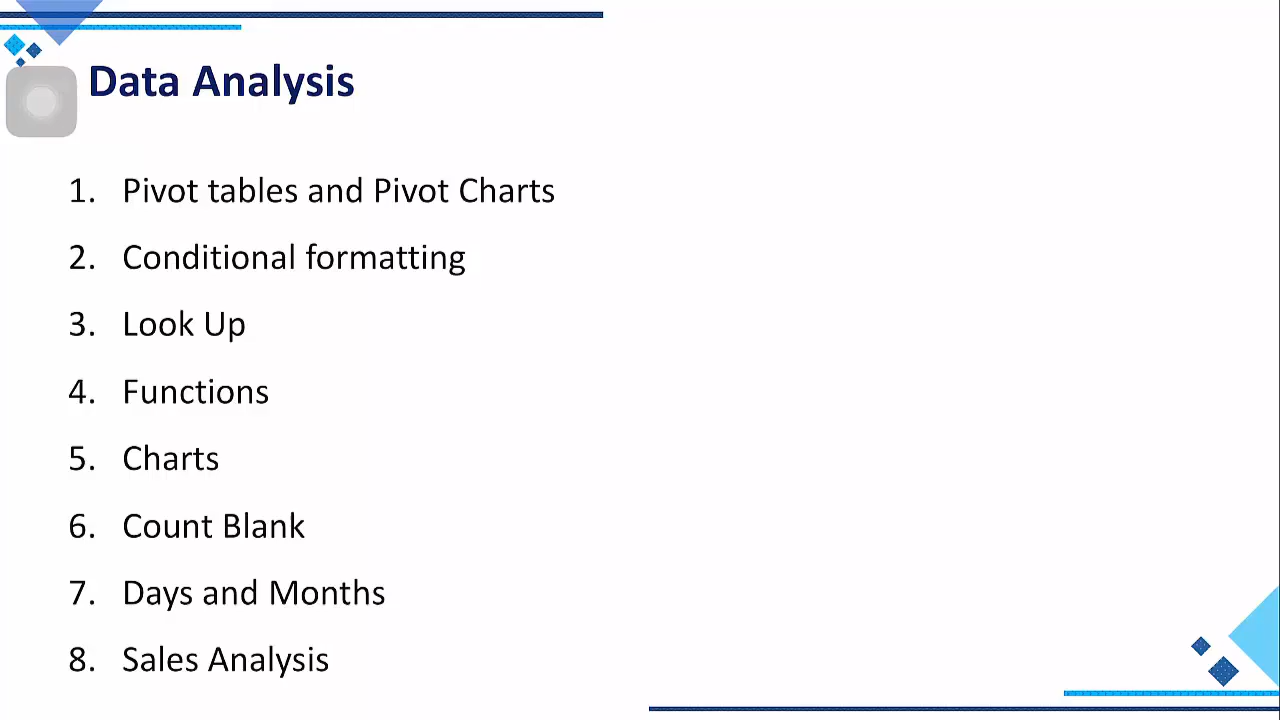 Data Analysis
1. Pivot tables and Pivot Charts
2. Conditional formatting
3. Look Up
4. Functions
5. Charts
6. Count Blank
7. Days and Months
8. Sales Analysis